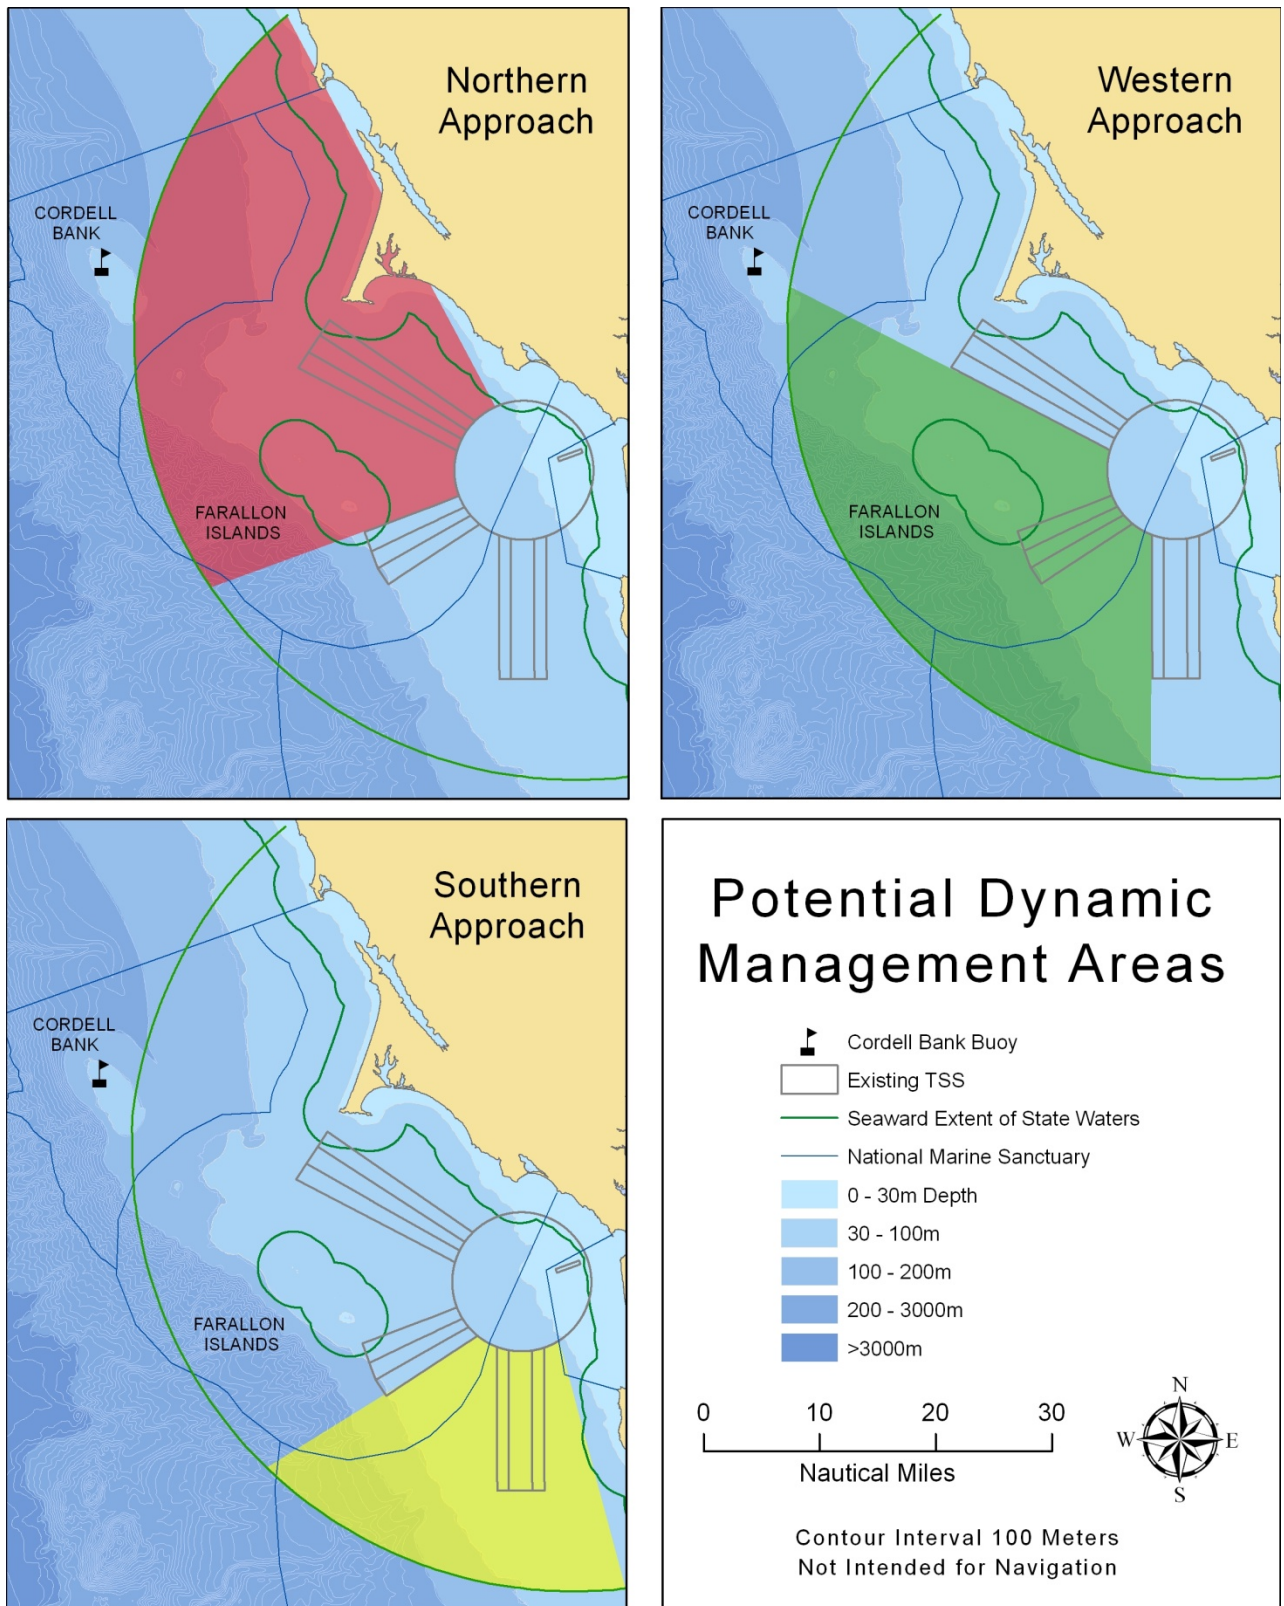 Northern
Approach
CORDELL
BANK
FARALLON
ISLANDS
Western
Approach
CORDELL
BANK
FARALLON
ISLANDS
Southern
Approach
CORDELL
BANK
FARALLON
ISLANDS
Potential Dynamic
Management Areas
Cordell Bank Buoy
Existing TSS
Seaward Extent of State Waters
National Marine Sanctuary
0 - 30m Depth
30 - 100m
100 - 200m
200 - 3000m
>3000m
0 10 20 30
Nautical Miles
N
W E
S
Contour Interval 100 Meters
Not Intended for Navigation